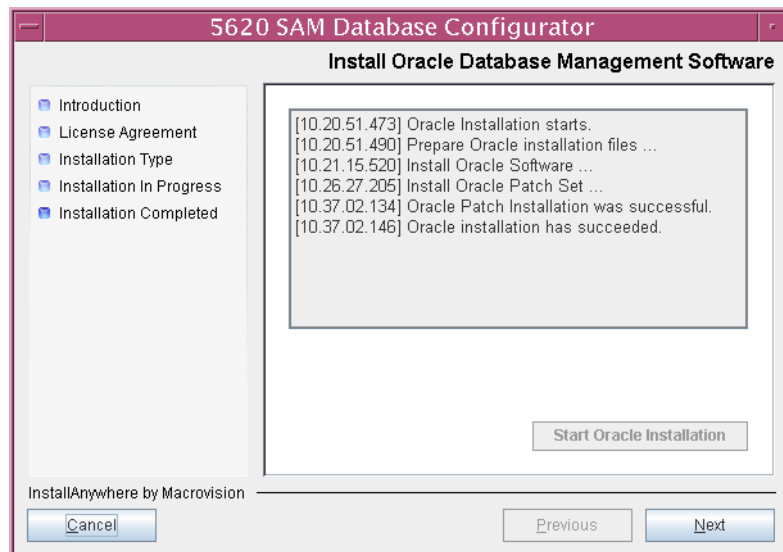 5620 SAM Database Configurator
Install Oracle Database Management Software
Introduction
License Agreement
Installation Type
Installation In Progress
Installation Completed
[10.20.51.473] Oracle Installation starts.
[10.20.51.490] Prepare Oracle installation files ...
[10.21.15.520] Install Oracle Software ...
[10.26.27.205] Install Oracle Patch Set ...
[10.37.02.134] Oracle Patch Installation was successful.
[10.37.02.146] Oracle installation has succeeded.
Start Oracle Installation
InstallAnywhere by Macrovision
Cancel
Previous
Next